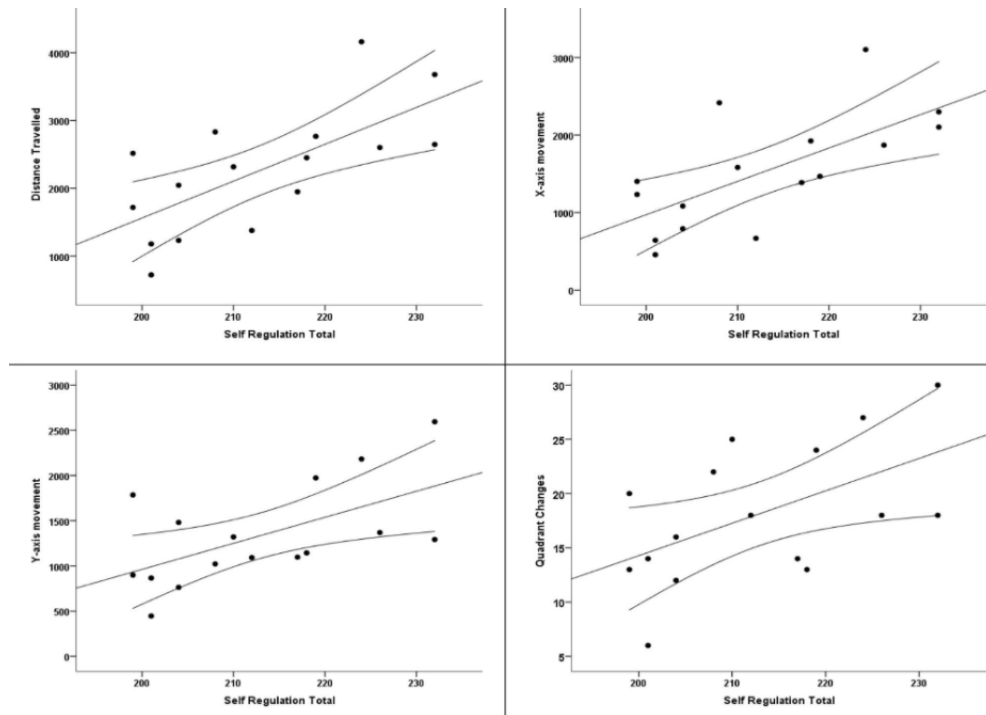 4000
3000
2000
1000
Distance Travelled
200 210 220 230
Self Regulation Total
3000
2000
1000
0
X-axis movement
200 210 220 230
Self Regulation Total
3000
2500
2000
1500
1000
500
0
Y-axis movement
200 210 220 230
Self Regulation Total
30
25
20
15
10
5
Quadrant Changes
200 210 220 230
Self Regulation Total